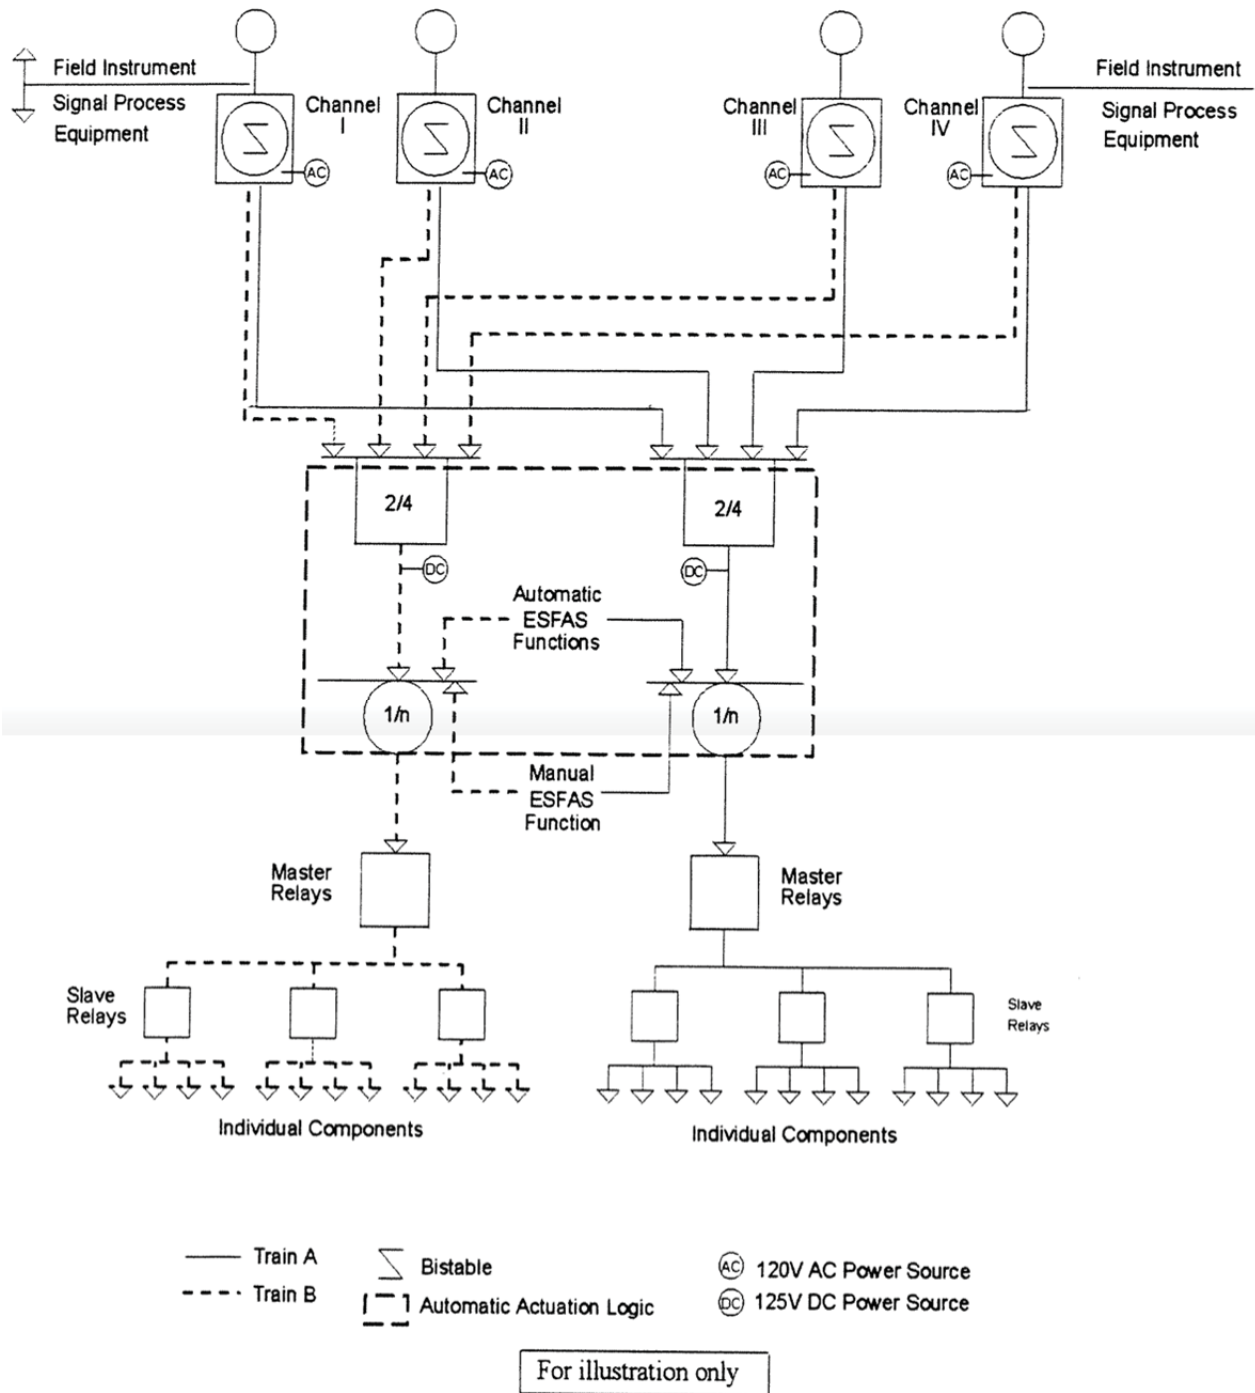 Field Instrument
Signal Process
Equipment
Channel
I
AC
Channel
II
AC
Channel
III
AC
Channel
IV
AC
Field Instrument
Signal Process
Equipment
2/4
2/4
DC
DC
Automatic
ESFAS
Functions
1/n
1/n
Manual
ESFAS
Function
Master
Relays
Master
Relays
Slave
Relays
Slave
Relays
Individual Components
Individual Components
Train A
Train B
Bistable
Automatic Actuation Logic
AC 120V AC Power Source
DC 125V DC Power Source
For illustration only